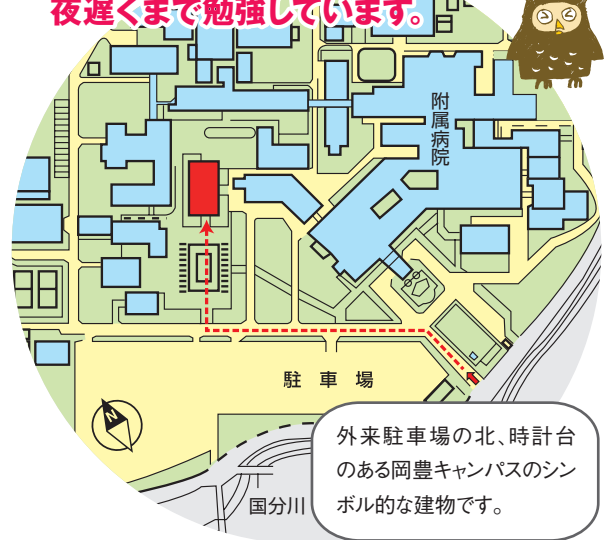 夜遅くまで勉強しています。
附属病院
駐車場
N
国分川
外来駐車場の北、時計台
のある岡豊キャンパスのシン
ボル的な建物です。